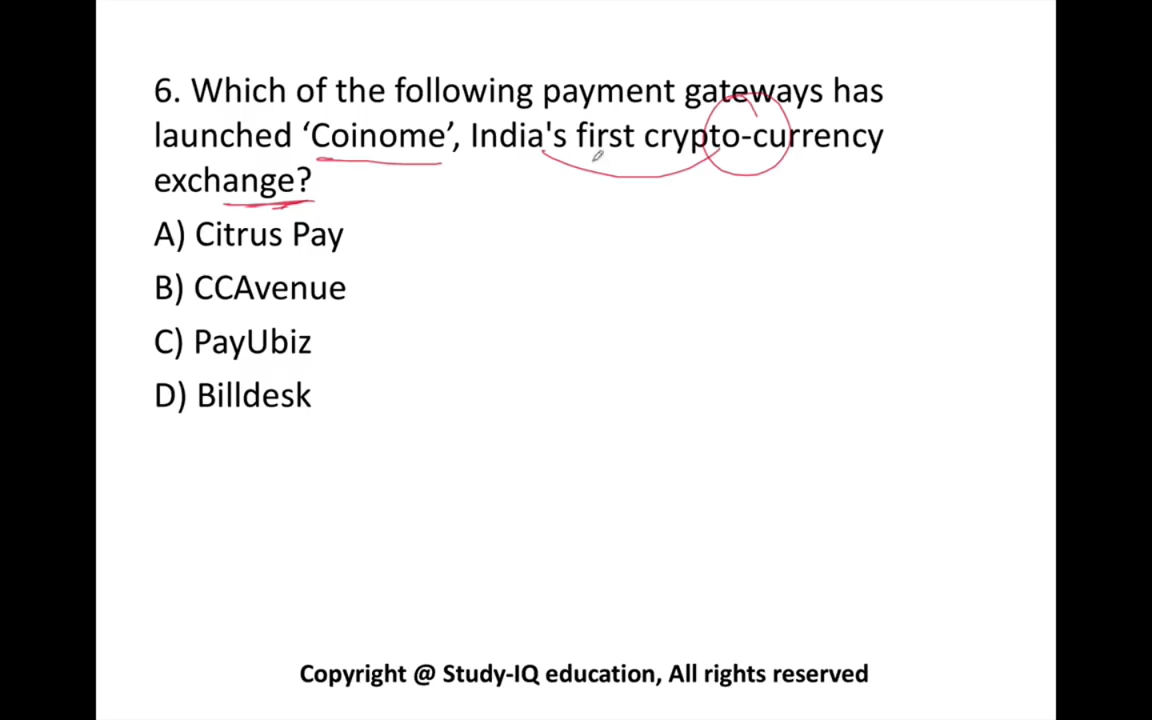 6. Which of the following payment gateways has
launched ‘Coinome’, India's first crypto-currency
exchange?
A) Citrus Pay
B) CCAvenue
C) PayUbiz
D) Billdesk
Copyright @ Study-IQ education, All rights reserved